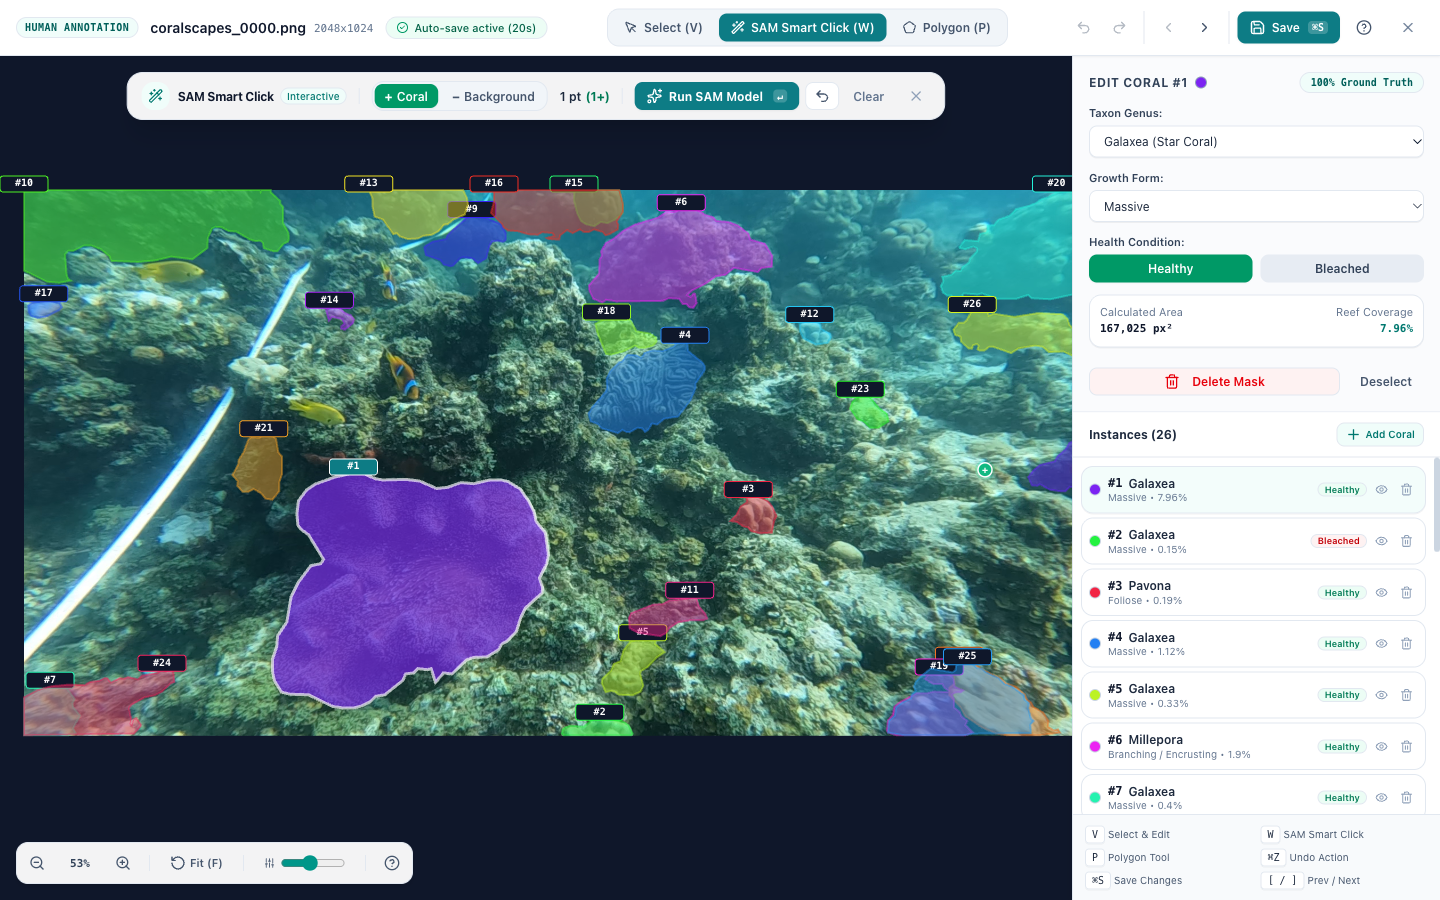 HUMAN ANNOTATION coralscapes_0000.png 2048x1024 Auto-save active (20s) Select (V) SAM Smart Click (W) Polygon (P) Save ⌘S
SAM Smart Click Interactive + Coral − Background 1 pt (1+) Run SAM Model ↵ Clear
#10
#13
#16
#15
#20
#9
#6
#17
#14
#18
#12
#26
#4
#23
#21
#1
#3
#11
#5
#24
#7
#19
#25
#2
53% Fit (F)
EDIT CORAL #1 100% Ground Truth
Taxon Genus:
Galaxea (Star Coral)
Growth Form:
Massive
Health Condition:
Healthy Bleached
Calculated Area Reef Coverage
167,025 px² 7.96%
Delete Mask Deselect
Instances (26) Add Coral
#1 Galaxea Healthy
Massive • 7.96%
#2 Galaxea Bleached
Massive • 0.15%
#3 Pavona Healthy
Foliose • 0.19%
#4 Galaxea Healthy
Massive • 1.12%
#5 Galaxea Healthy
Massive • 0.33%
#6 Millepora Healthy
Branching / Encrusting • 1.9%
#7 Galaxea Healthy
Massive • 0.4%
V Select & Edit W SAM Smart Click
P Polygon Tool ⌘Z Undo Action
⌘S Save Changes [ / ] Prev / Next